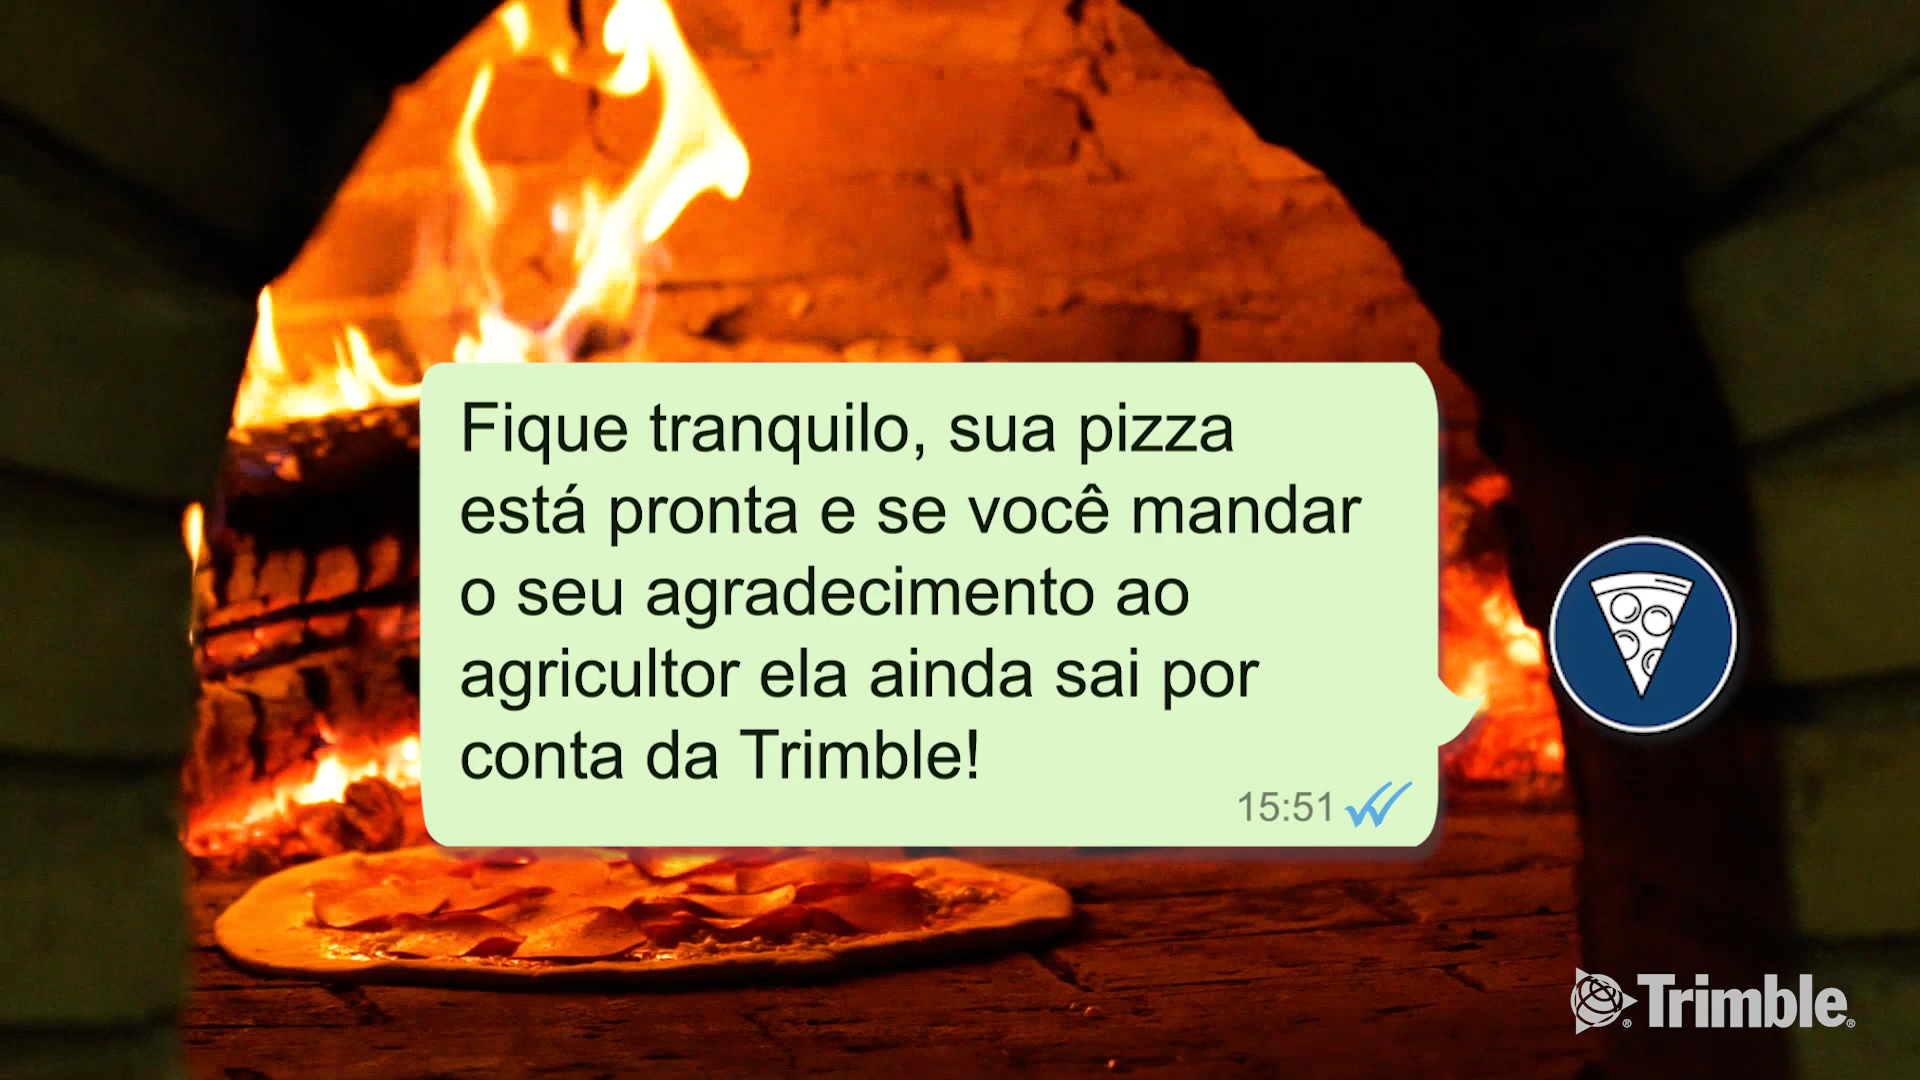 Fique tranquilo, sua pizza
está pronta e se você mandar
o seu agradecimento ao
agricultor ela ainda sai por
conta da Trimble!
15:51
Trimble